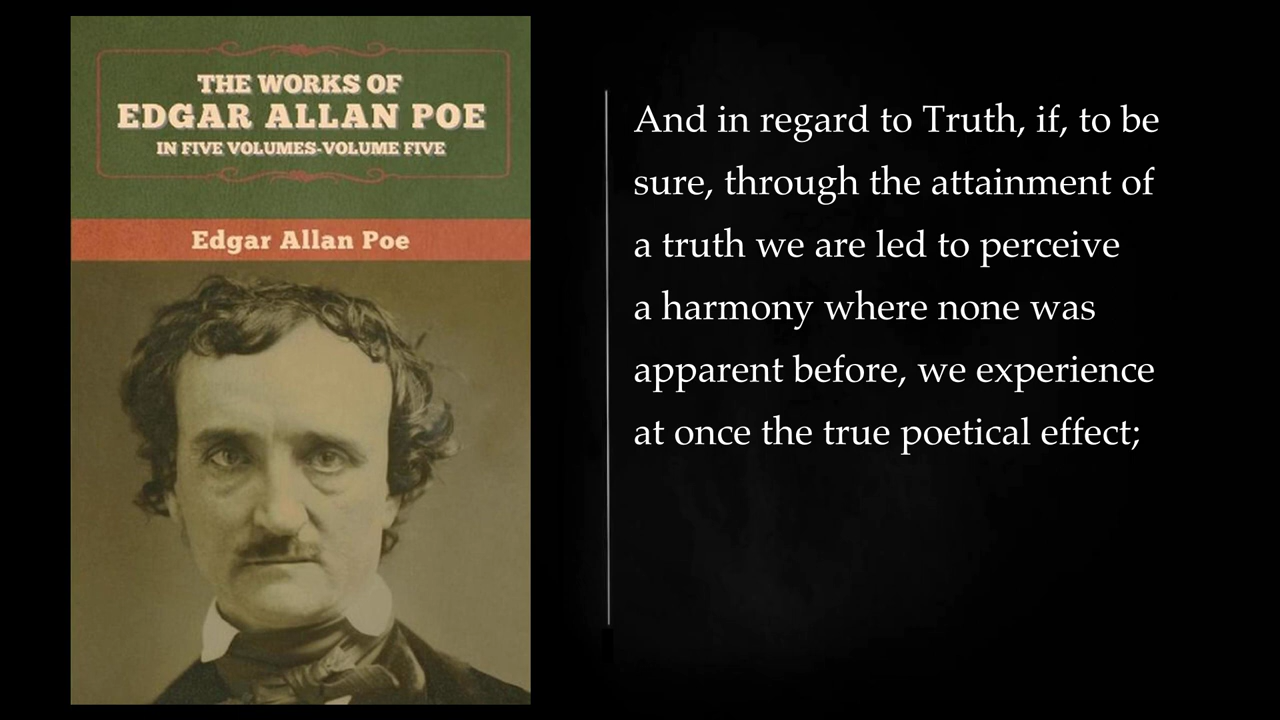 THE WORKS OF
EDGAR ALLAN POE
IN FIVE VOLUMES-VOLUME FIVE
Edgar Allan Poe
And in regard to Truth, if, to be
sure, through the attainment of
a truth we are led to perceive
a harmony where none was
apparent before, we experience
at once the true poetical effect;